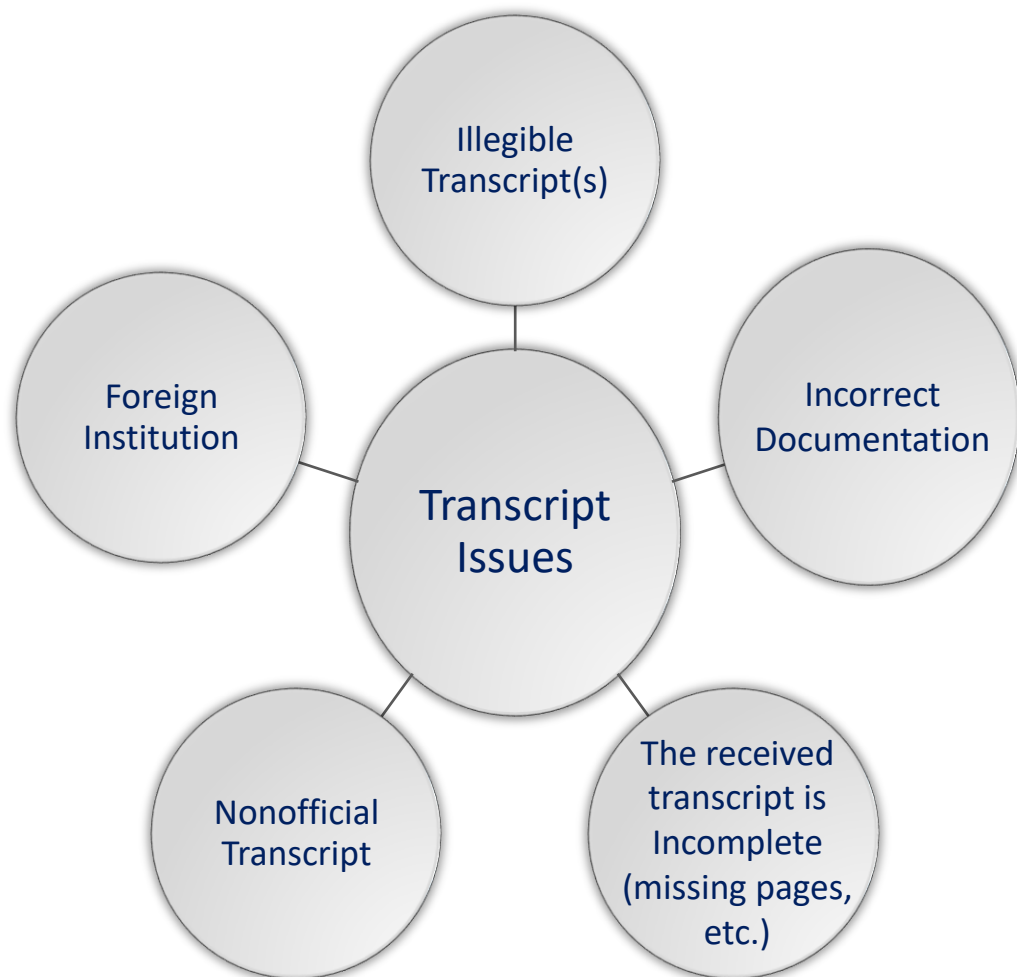 Illegible
Transcript(s)
Foreign
Institution
Incorrect
Documentation
Transcript
Issues
Nonofficial
Transcript
The received
transcript is
Incomplete
(missing pages,
etc.)